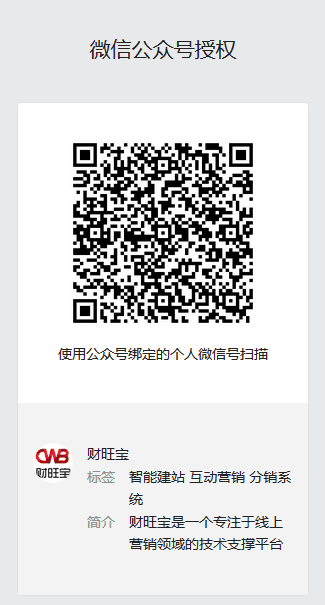 微信公众号授权
使用公众号绑定的个人微信号扫描
CWB
财旺宝
财旺宝
标签 智能建站 互动营销 分销系
统
简介 财旺宝是一个专注于线上
营销领域的技术支撑平台